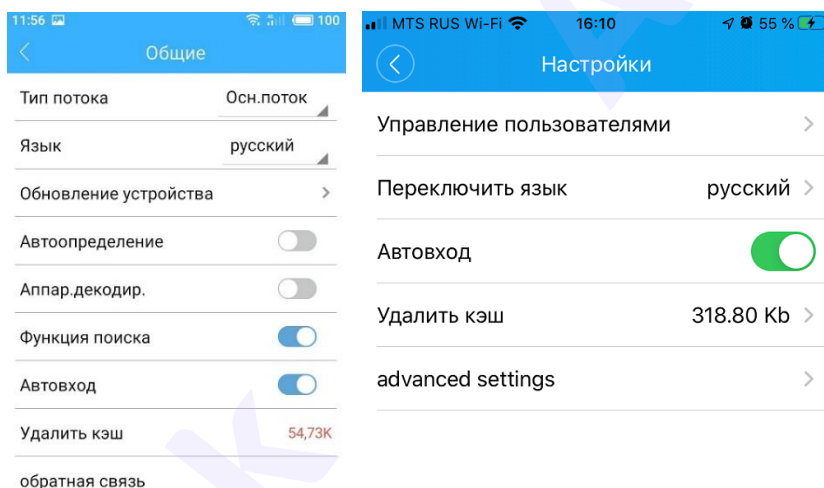 11:56 100
Общие
Тип потока Осн.поток
Язык русский
Обновление устройства
Автоопределение
Аппар.декодир.
Функция поиска
Автовход
Удалить кэш 54,73K
обратная связь
MTS RUS Wi-Fi 16:10 55 %
Настройки
Управление пользователями
Переключить язык русский
Автовход
Удалить кэш 318.80 Kb
advanced settings